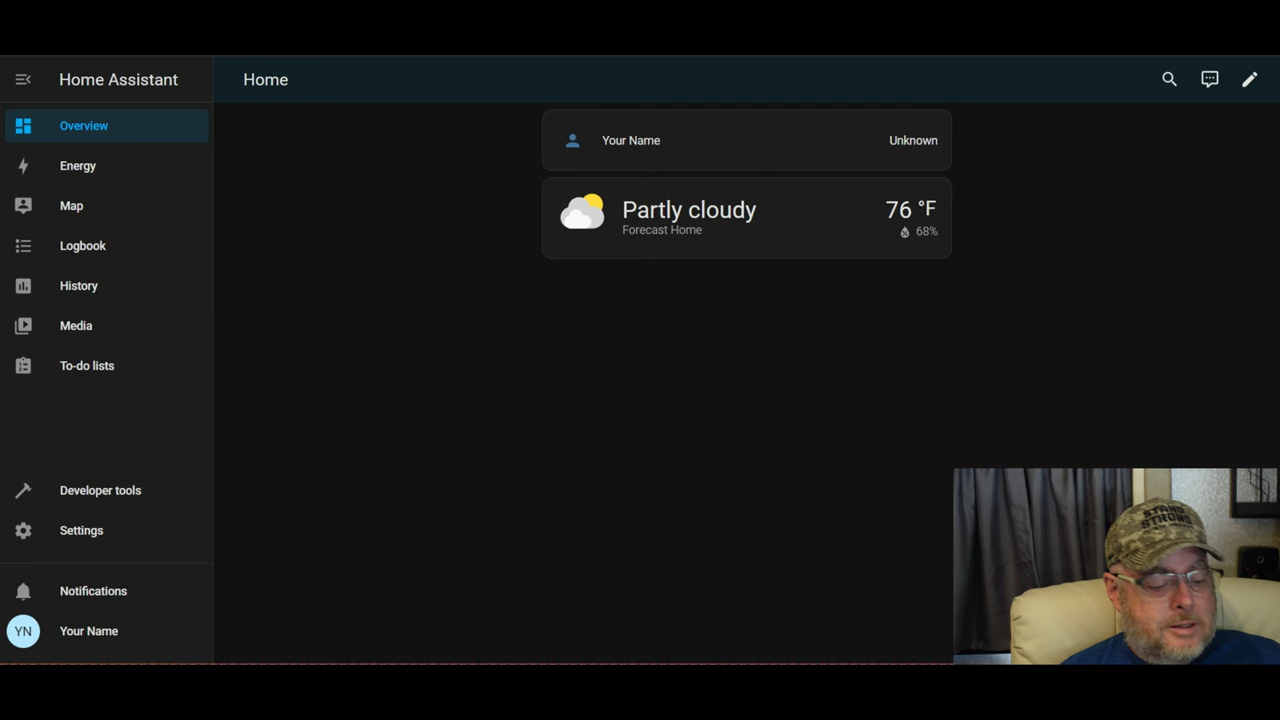 Home Assistant
Home
Overview
Energy
Map
Logbook
History
Media
To-do lists
Developer tools
Settings
Notifications
YN
Your Name
Your Name
Unknown
Partly cloudy
76 °F
Forecast Home
68%
STAND
STRONG